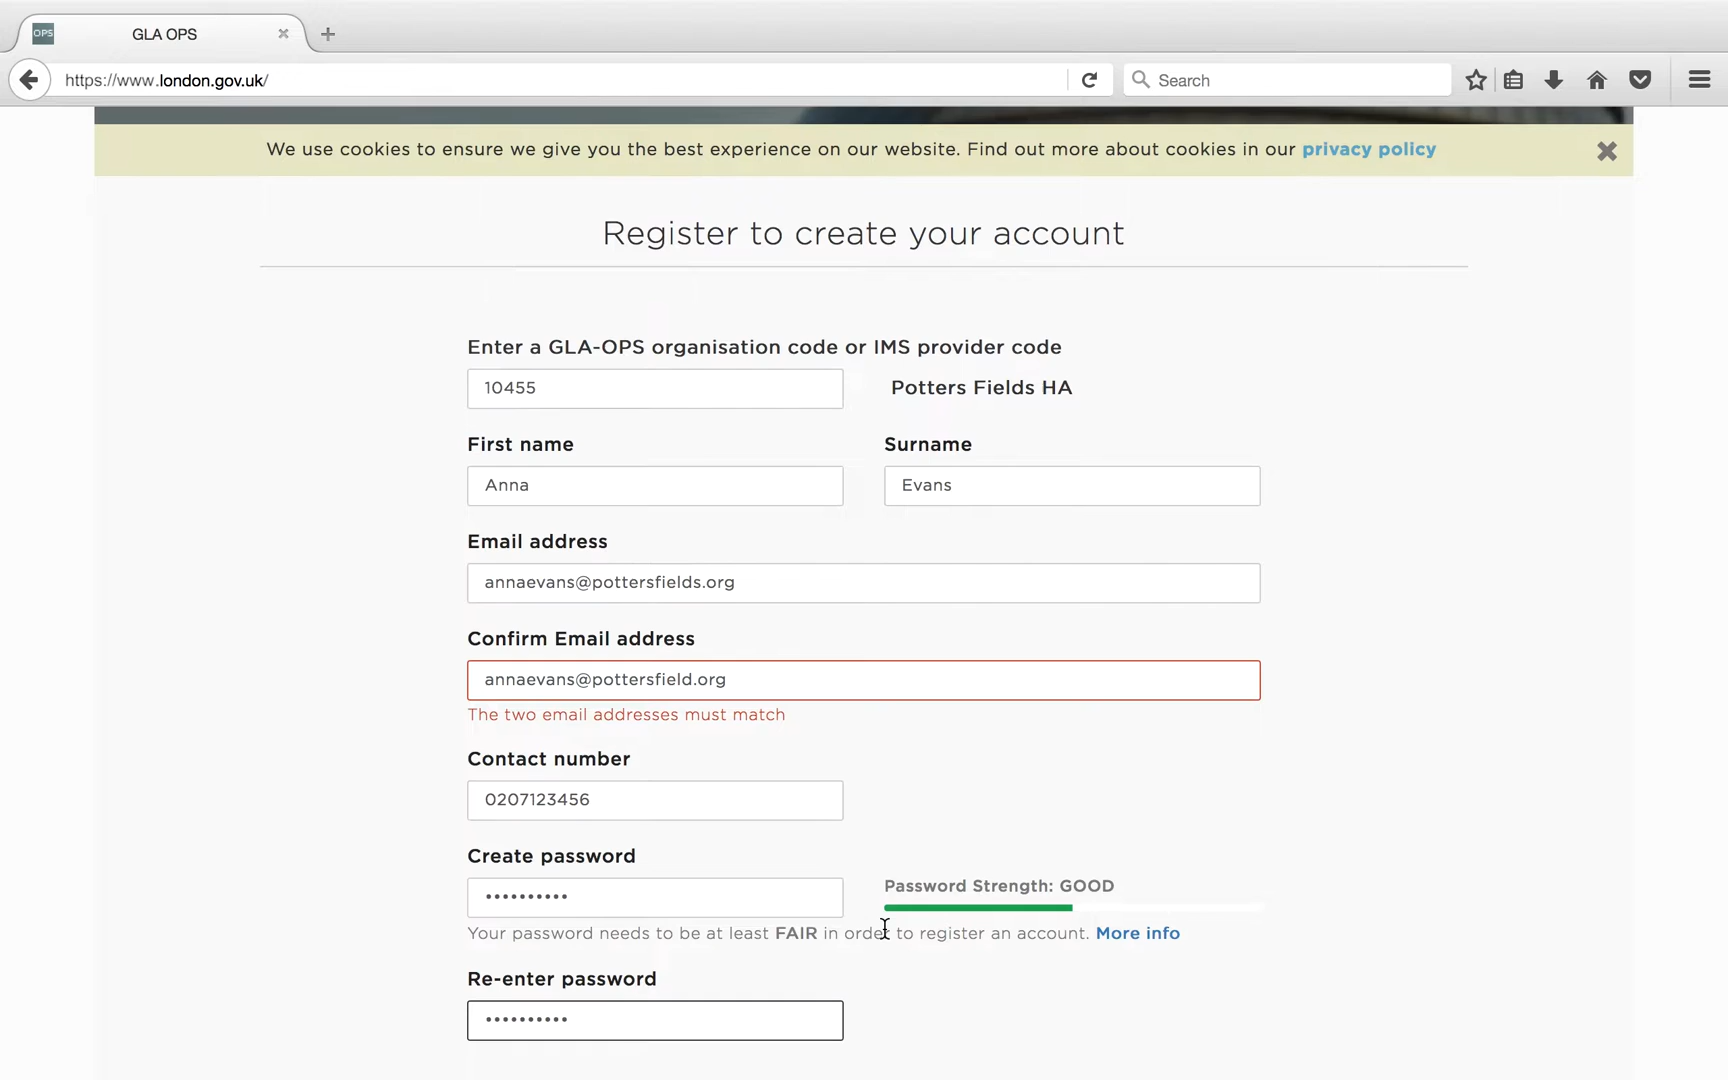 OPS
GLA OPS
https://www.london.gov.uk/
Search
We use cookies to ensure we give you the best experience on our website. Find out more about cookies in our privacy policy
Register to create your account
Enter a GLA-OPS organisation code or IMS provider code
10455
Potters Fields HA
First name
Surname
Anna
Evans
Email address
annaevans@pottersfields.org
Confirm Email address
annaevans@pottersfield.org
The two email addresses must match
Contact number
0207123456
Create password
••••••••••
Password Strength: GOOD
Your password needs to be at least FAIR in order to register an account. More info
Re-enter password
••••••••••